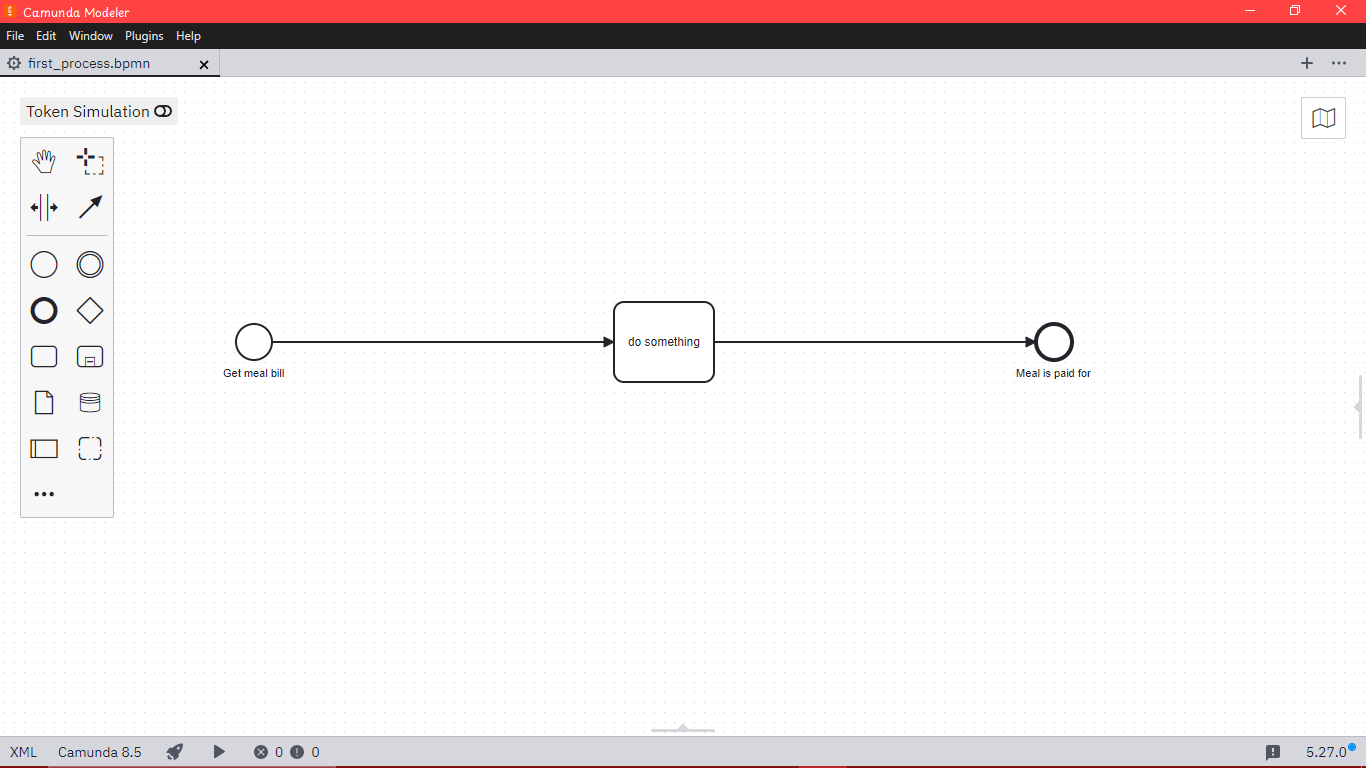 Camunda Modeler
File Edit Window Plugins Help
first_process.bpmn
Token Simulation
do something
Get meal bill
Meal is paid for
XML Camunda 8.5 0 0 5.27.0